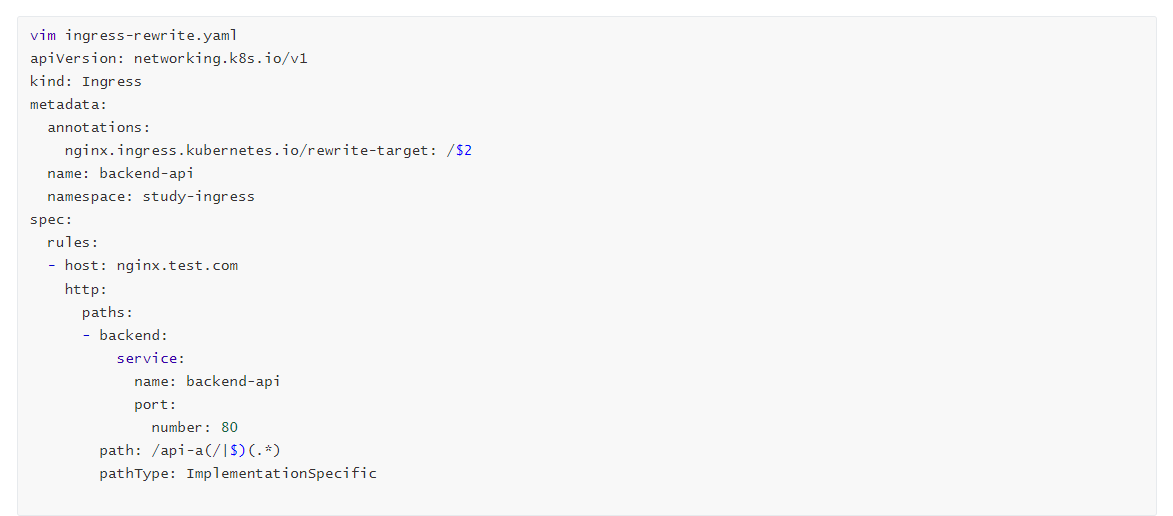 vim ingress-rewrite.yaml
apiVersion: networking.k8s.io/v1
kind: Ingress
metadata:
  annotations:
    nginx.ingress.kubernetes.io/rewrite-target: /$2
  name: backend-api
  namespace: study-ingress
spec:
  rules:
  - host: nginx.test.com
    http:
      paths:
      - backend:
          service:
            name: backend-api
            port:
              number: 80
        path: /api-a(/|$)(.*)
        pathType: ImplementationSpecific